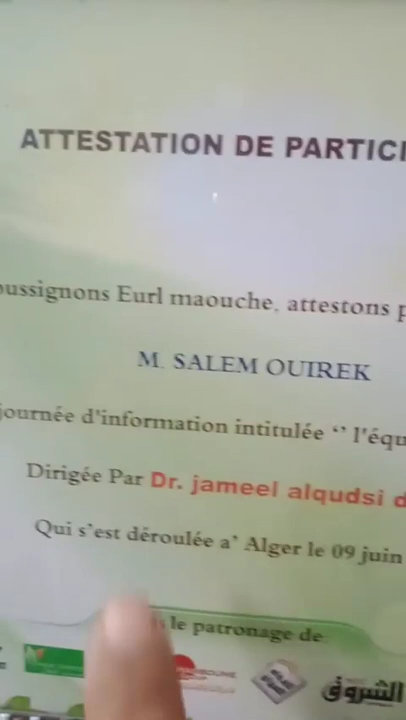 ATTESTATION DE PARTICI
oussignons Eurl maouche, attestons p
M. SALEM OUIREK
journée d'information intitulée “ l'équ
Dirigée Par Dr. jameel alqudsi d
Qui s'est déroulée a' Alger le 09 juin
le patronage de
الشروق